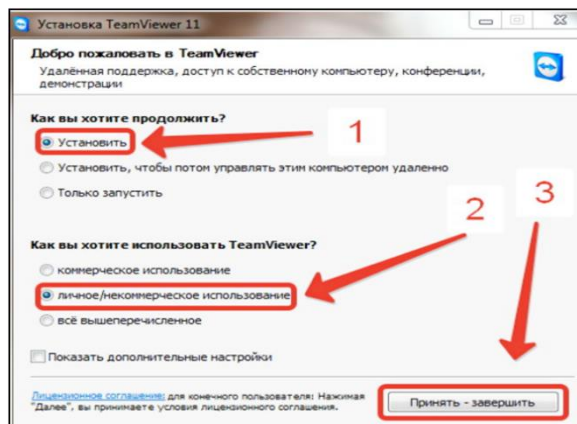 Установка TeamViewer 11
Добро пожаловать в TeamViewer
Удалённая поддержка, доступ к собственному компьютеру, конференции,
демонстрации
Как вы хотите продолжить?
Установить
1
Установить, чтобы потом управлять этим компьютером удаленно
Только запустить
2
3
Как вы хотите использовать TeamViewer?
коммерческое использование
личное/некоммерческое использование
всё вышеперечисленное
Показать дополнительные настройки
Лицензионное соглашение: для конечного пользователя: Нажимая
"Далее", вы принимаете условия лицензионного соглашения.
Принять - завершить